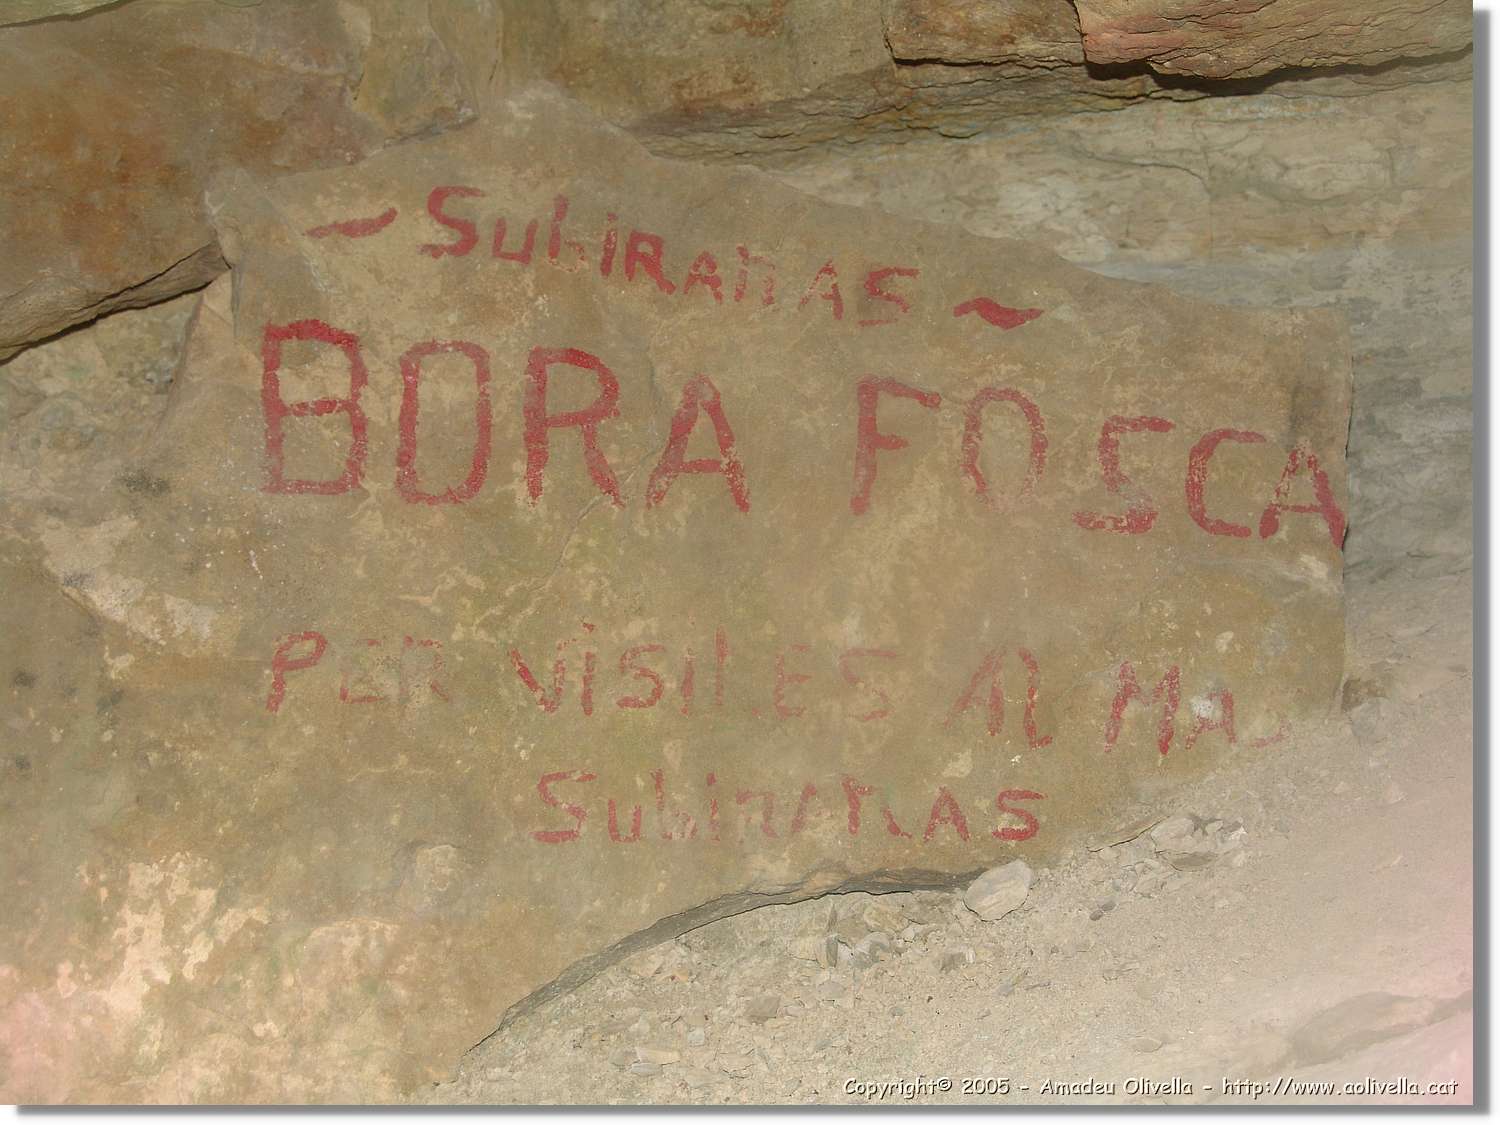 ~ SubiRANAS ~
BORA FOSCA
PER VISITES Al MAS
SubiRANAS
Copyright© 2005 - Amadeu Olivella - http://www.aolivella.cat